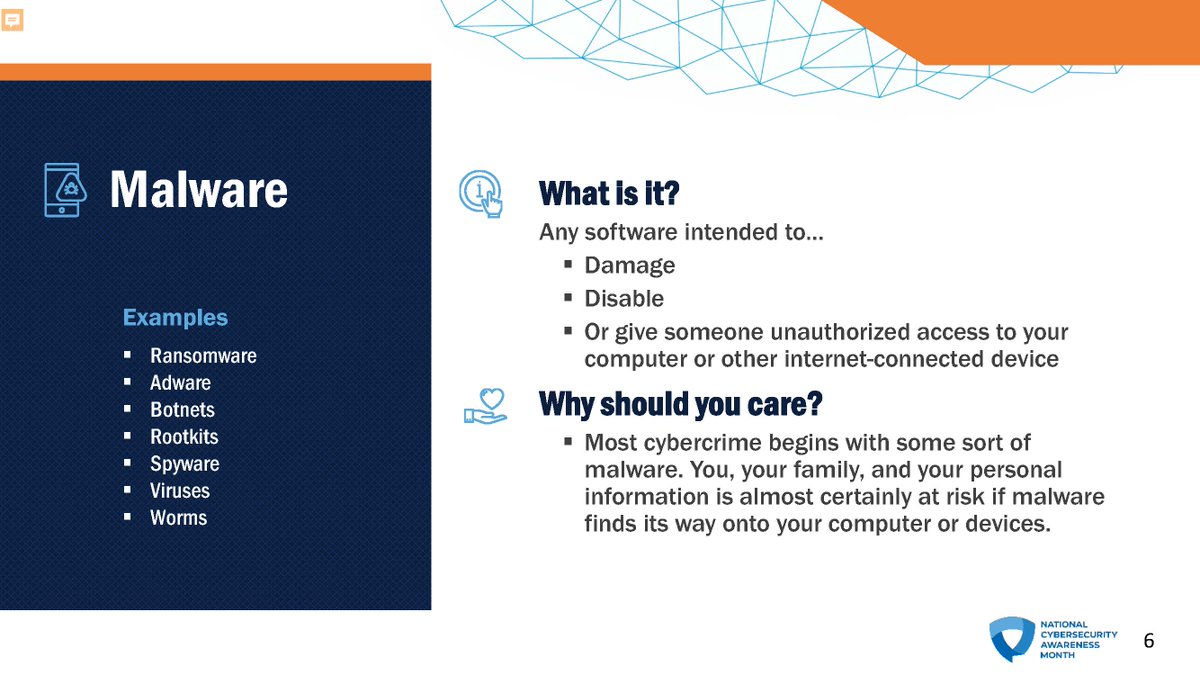 Malware
Examples
▪ Ransomware
▪ Adware
▪ Botnets
▪ Rootkits
▪ Spyware
▪ Viruses
▪ Worms
What is it?
Any software intended to...
▪ Damage
▪ Disable
▪ Or give someone unauthorized access to your
computer or other internet-connected device
Why should you care?
▪ Most cybercrime begins with some sort of
malware. You, your family, and your personal
information is almost certainly at risk if malware
finds its way onto your computer or devices.
NATIONAL
CYBERSECURITY
AWARENESS
MONTH
6